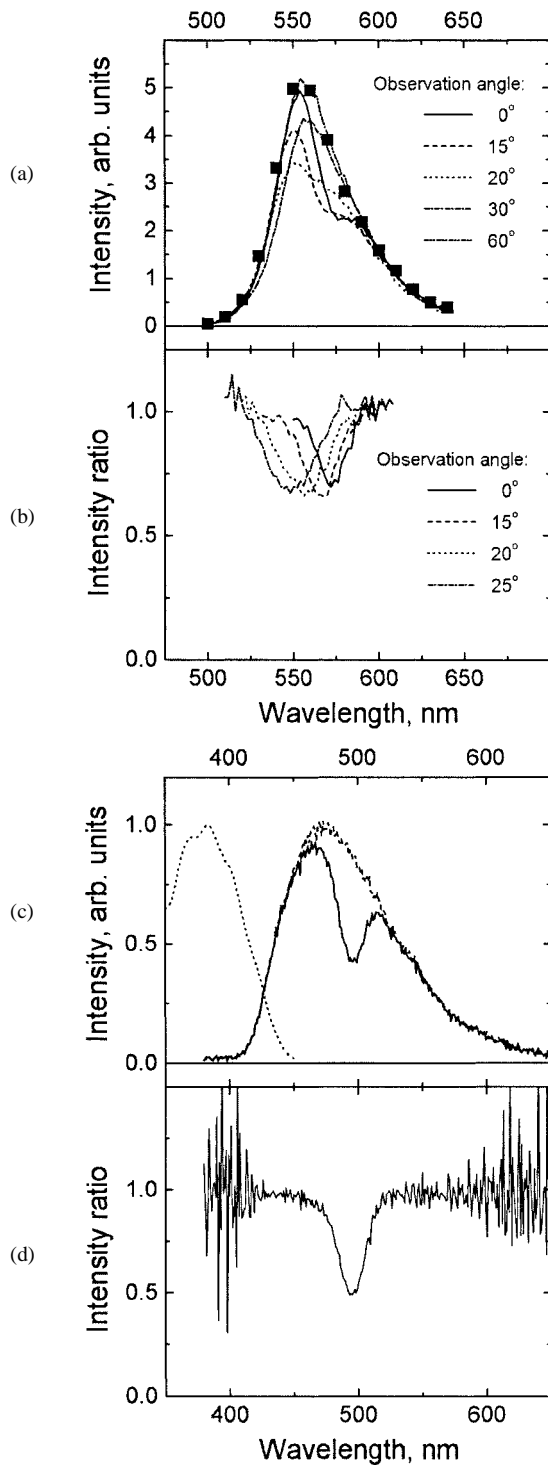 500 550 600 650
(a)
Intensity, arb. units
5
4
3
2
1
0
Observation angle:
0°
15°
20°
30°
60°
(b)
Intensity ratio
1.0
0.5
0.0
Observation angle:
0°
15°
20°
25°
500 550 600 650
Wavelength, nm
400 500 600
(c)
Intensity, arb. units
1.0
0.5
0.0
(d)
Intensity ratio
1.0
0.5
0.0
400 500 600
Wavelength, nm